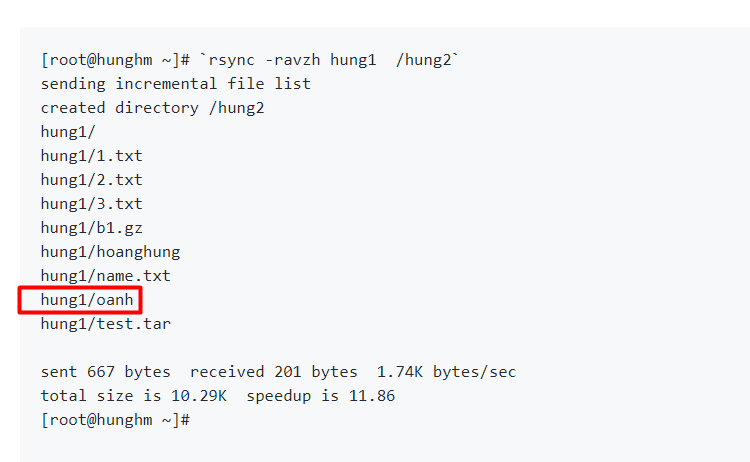 [root@hunghm ~]# `rsync -ravzh hung1  /hung2`
sending incremental file list
created directory /hung2
hung1/
hung1/1.txt
hung1/2.txt
hung1/3.txt
hung1/b1.gz
hung1/hoanghung
hung1/name.txt
hung1/oanh
hung1/test.tar
sent 667 bytes  received 201 bytes  1.74K bytes/sec
total size is 10.29K  speedup is 11.86
[root@hunghm ~]#